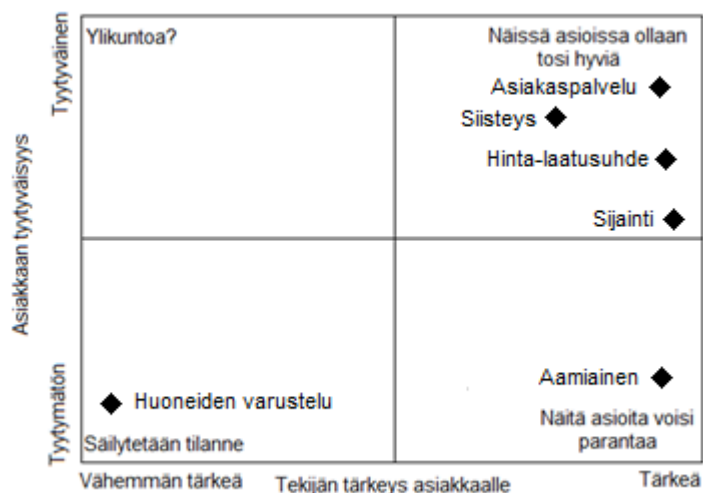 Tyytyväinen
Ylikuntoa?
Näissä asioissa ollaan
tosi hyviä
Asiakaspalvelu
Siisteys
Hinta-laatusuhde
Sijainti
Asiakkaan tyytyväisyys
Aamiainen
Huoneiden varustelu
Näitä asioita voisi
parantaa
Säilytetään tilanne
Tyytymätön
Vähemmän tärkeä
Tekijän tärkeys asiakkaalle
Tärkeä